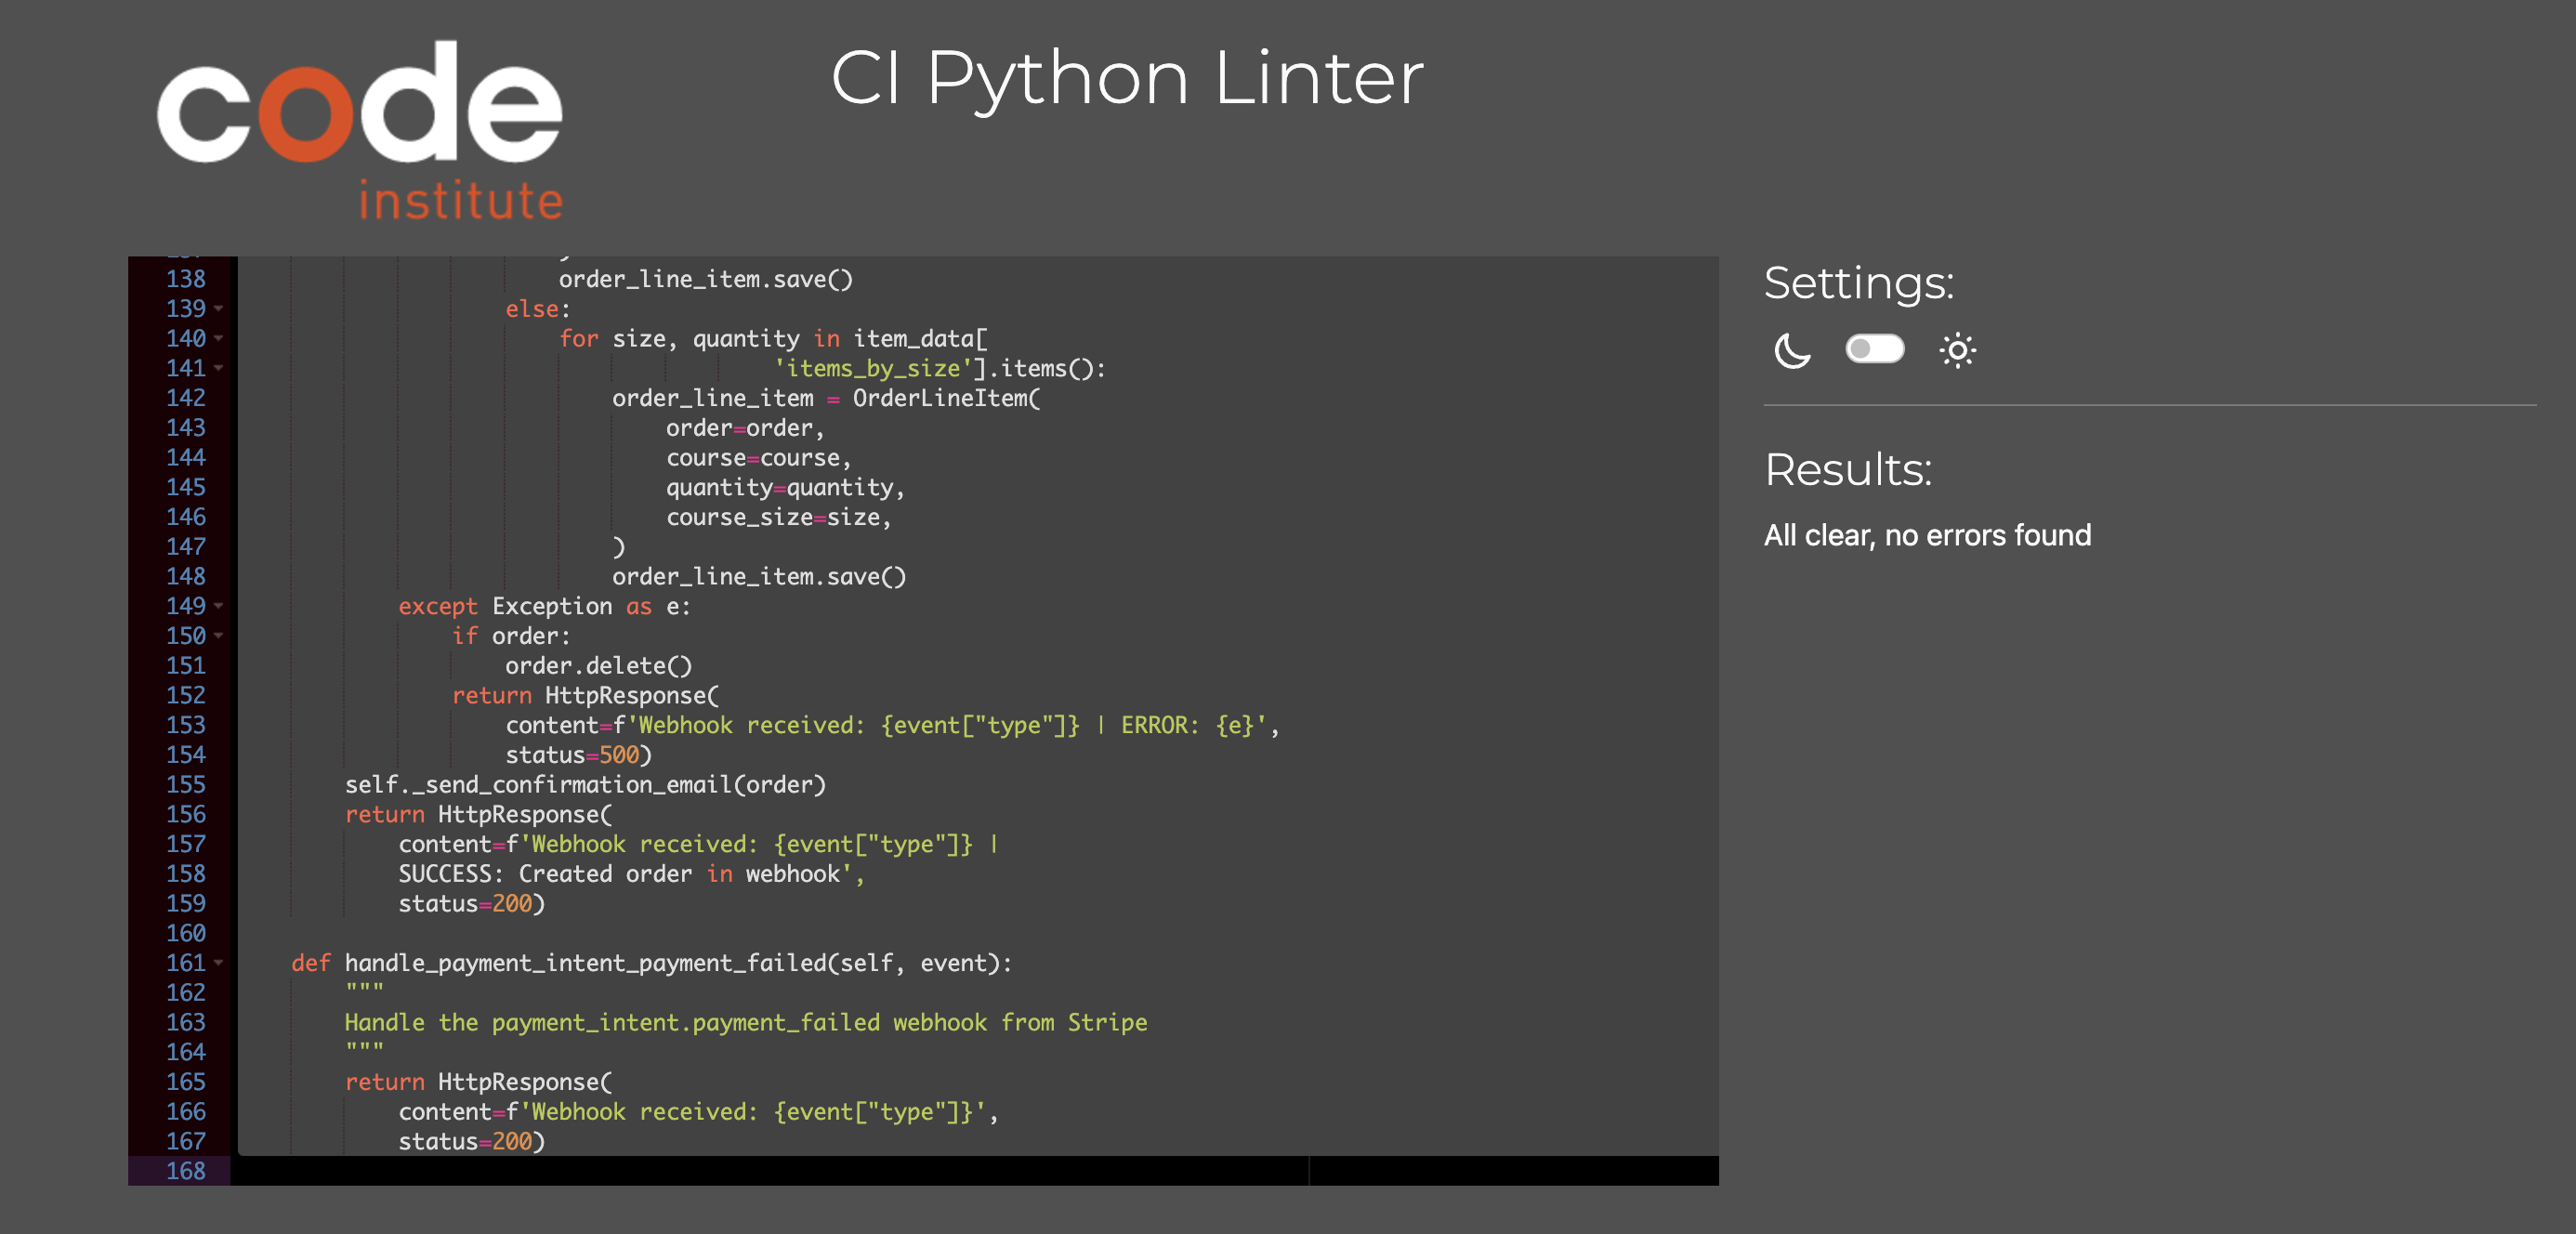 code
institute
CI Python Linter
138 order_line_item.save()
139 else:
140 for size, quantity in item_data[
141 'items_by_size'].items():
142 order_line_item = OrderLineItem(
143 order=order,
144 course=course,
145 quantity=quantity,
146 course_size=size,
147 )
148 order_line_item.save()
149 except Exception as e:
150 if order:
151 order.delete()
152 return HttpResponse(
153 content=f'Webhook received: {event["type"]} | ERROR: {e}',
154 status=500)
155 self._send_confirmation_email(order)
156 return HttpResponse(
157 content=f'Webhook received: {event["type"]} |
158 SUCCESS: Created order in webhook',
159 status=200)
160
161 def handle_payment_intent_payment_failed(self, event):
162 """
163 Handle the payment_intent.payment_failed webhook from Stripe
164 """
165 return HttpResponse(
166 content=f'Webhook received: {event["type"]}',
167 status=200)
168
Settings:
Results:
All clear, no errors found